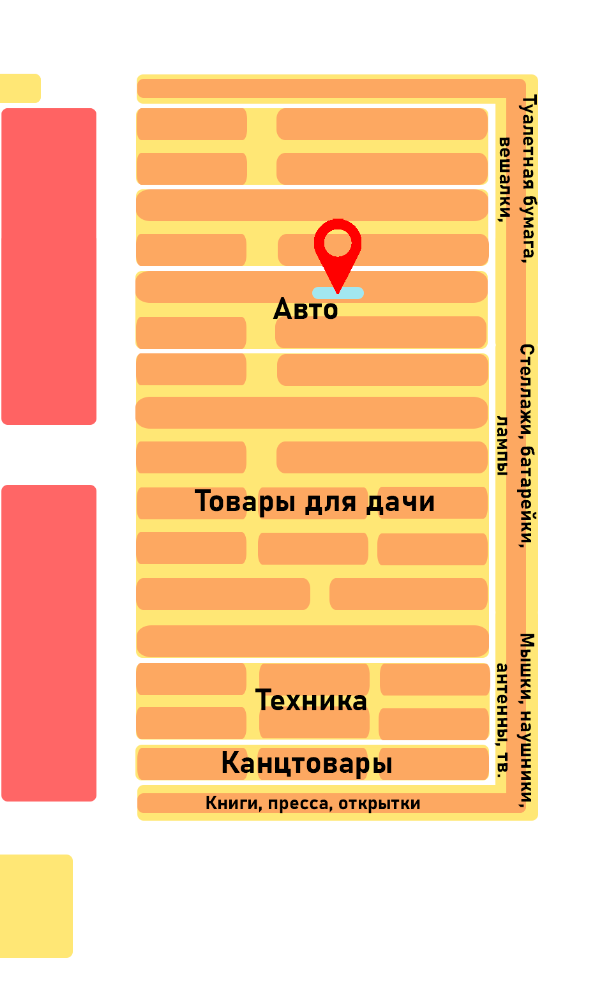 Туалетная бумага,
вешалки,
Авто
Стеллажи, батарейки,
лампы
Товары для дачи
Мышки, наушники,
антенны, тв.
Техника
Канцтовары
Книги, пресса, открытки